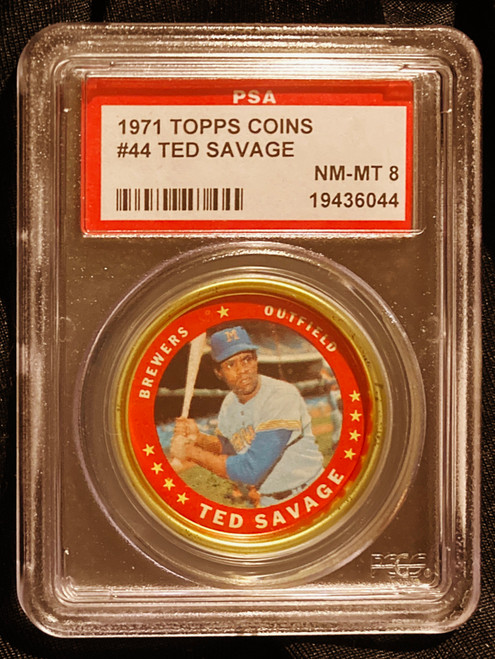 PSA
1971 TOPPS COINS
#44 TED SAVAGE
NM-MT 8
19436044
BREWERS ★ OUTFIELD
M
TED SAVAGE